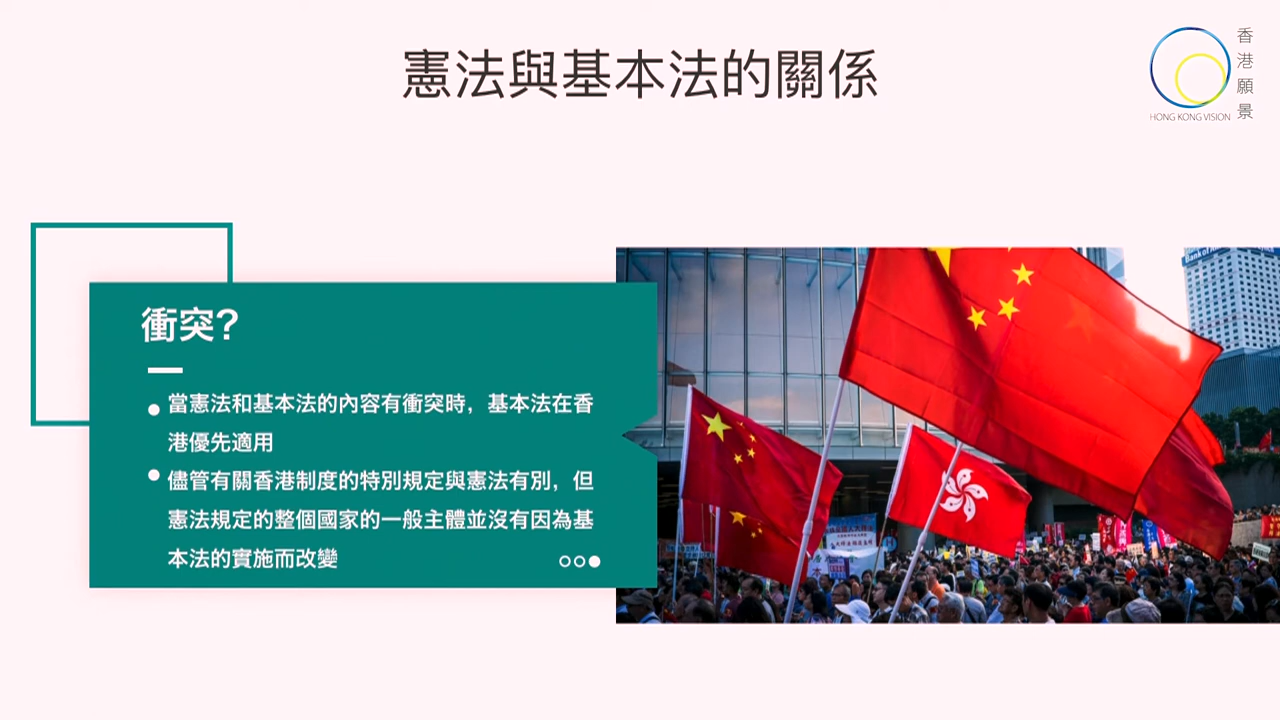 憲法與基本法的關係
香港願景
HONG KONG VISION
衝突?
當憲法和基本法的內容有衝突時，基本法在香
港優先適用
儘管有關香港制度的特別規定與憲法有別，但
憲法規定的整個國家的一般主體並沒有因為基
本法的實施而改變